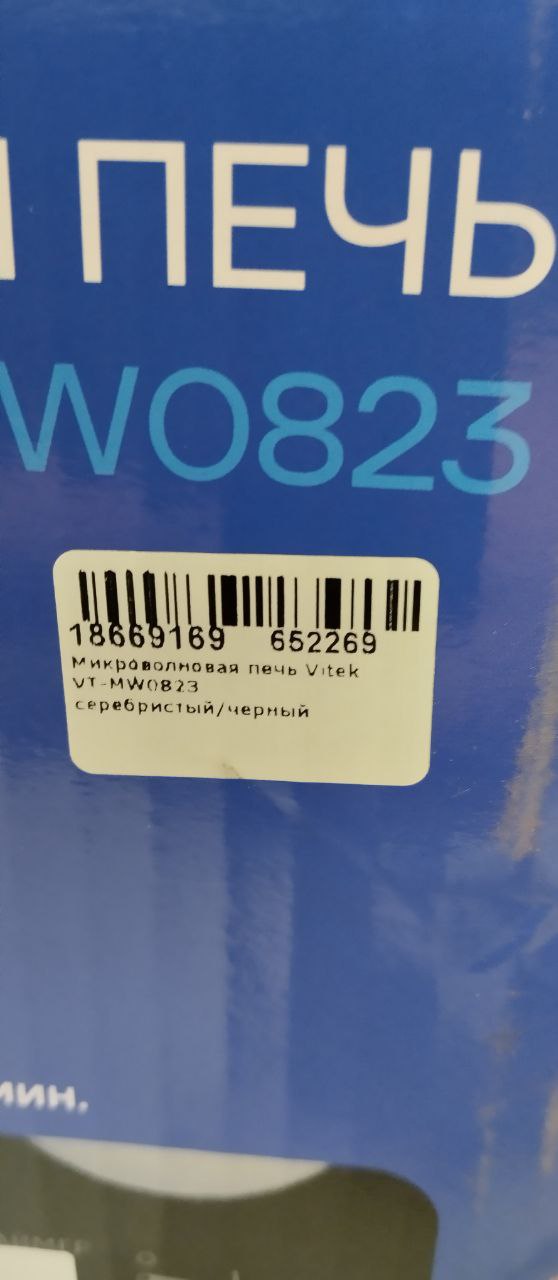 ПЕЧЬ
W0823
18669169 652269
Микроволновая печь Vitek
VT-MW0823
серебристый/черный
мин.